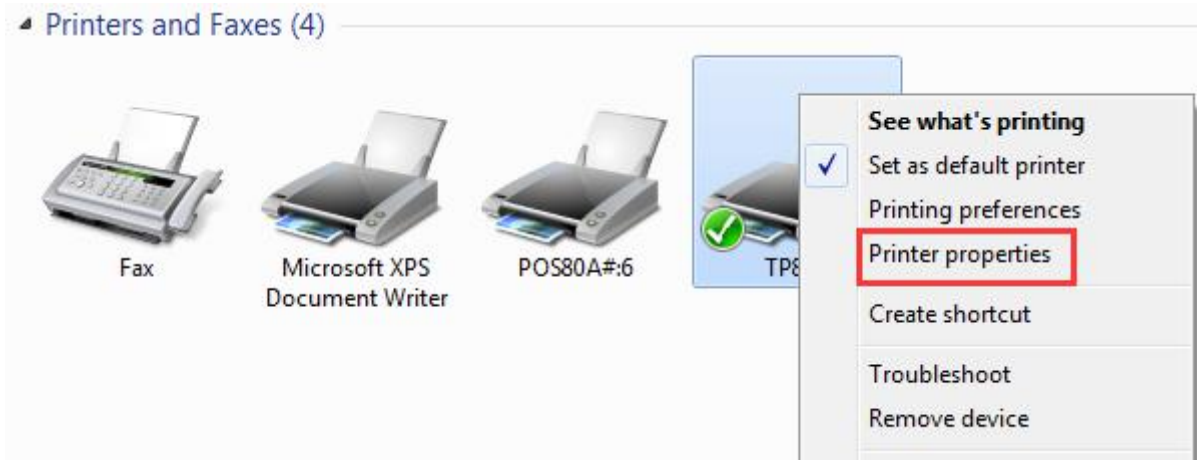 Printers and Faxes (4)
Fax
Microsoft XPS
Document Writer
POS80A#:6
See what's printing
Set as default printer
Printing preferences
Printer properties
Create shortcut
Troubleshoot
Remove device